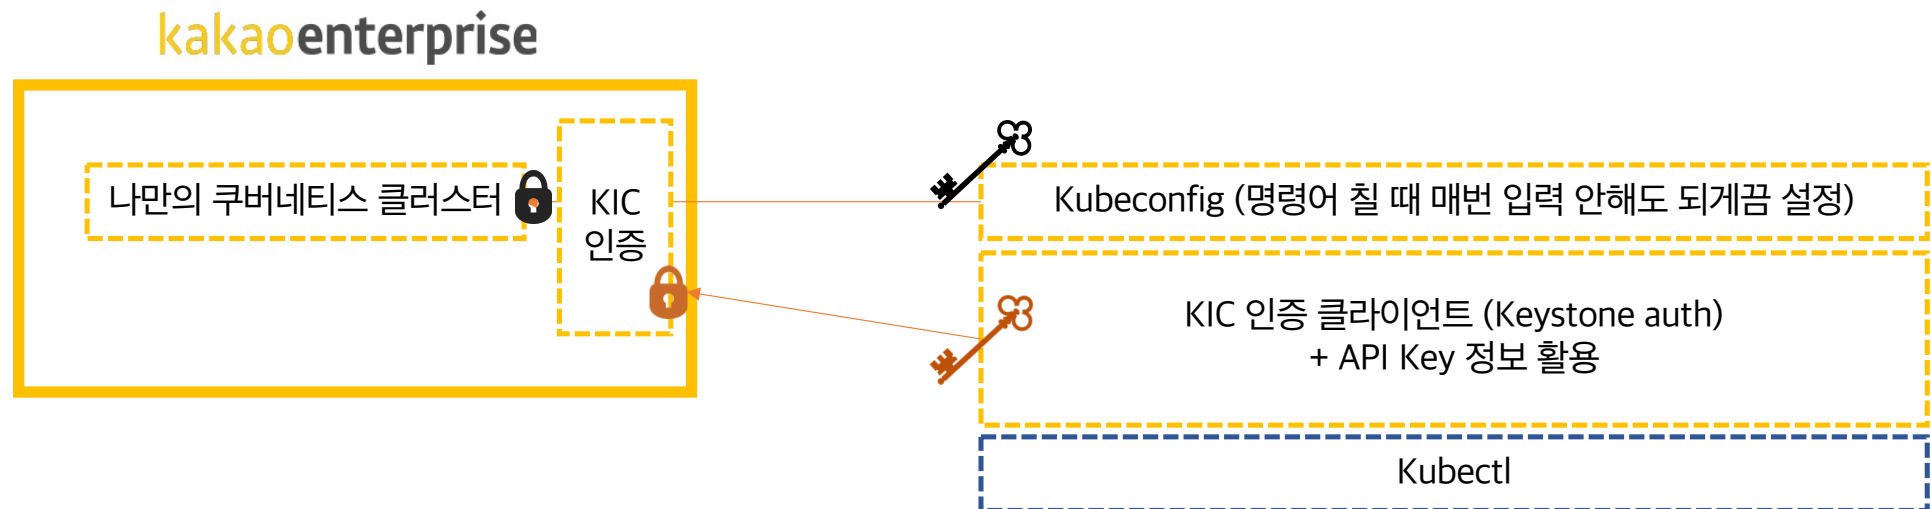 kakaoenterprise
나만의 쿠버네티스 클러스터
KIC
인증
Kubeconfig (명령어 칠 때 매번 입력 안해도 되게끔 설정)
KIC 인증 클라이언트 (Keystone auth)
+ API Key 정보 활용
Kubectl